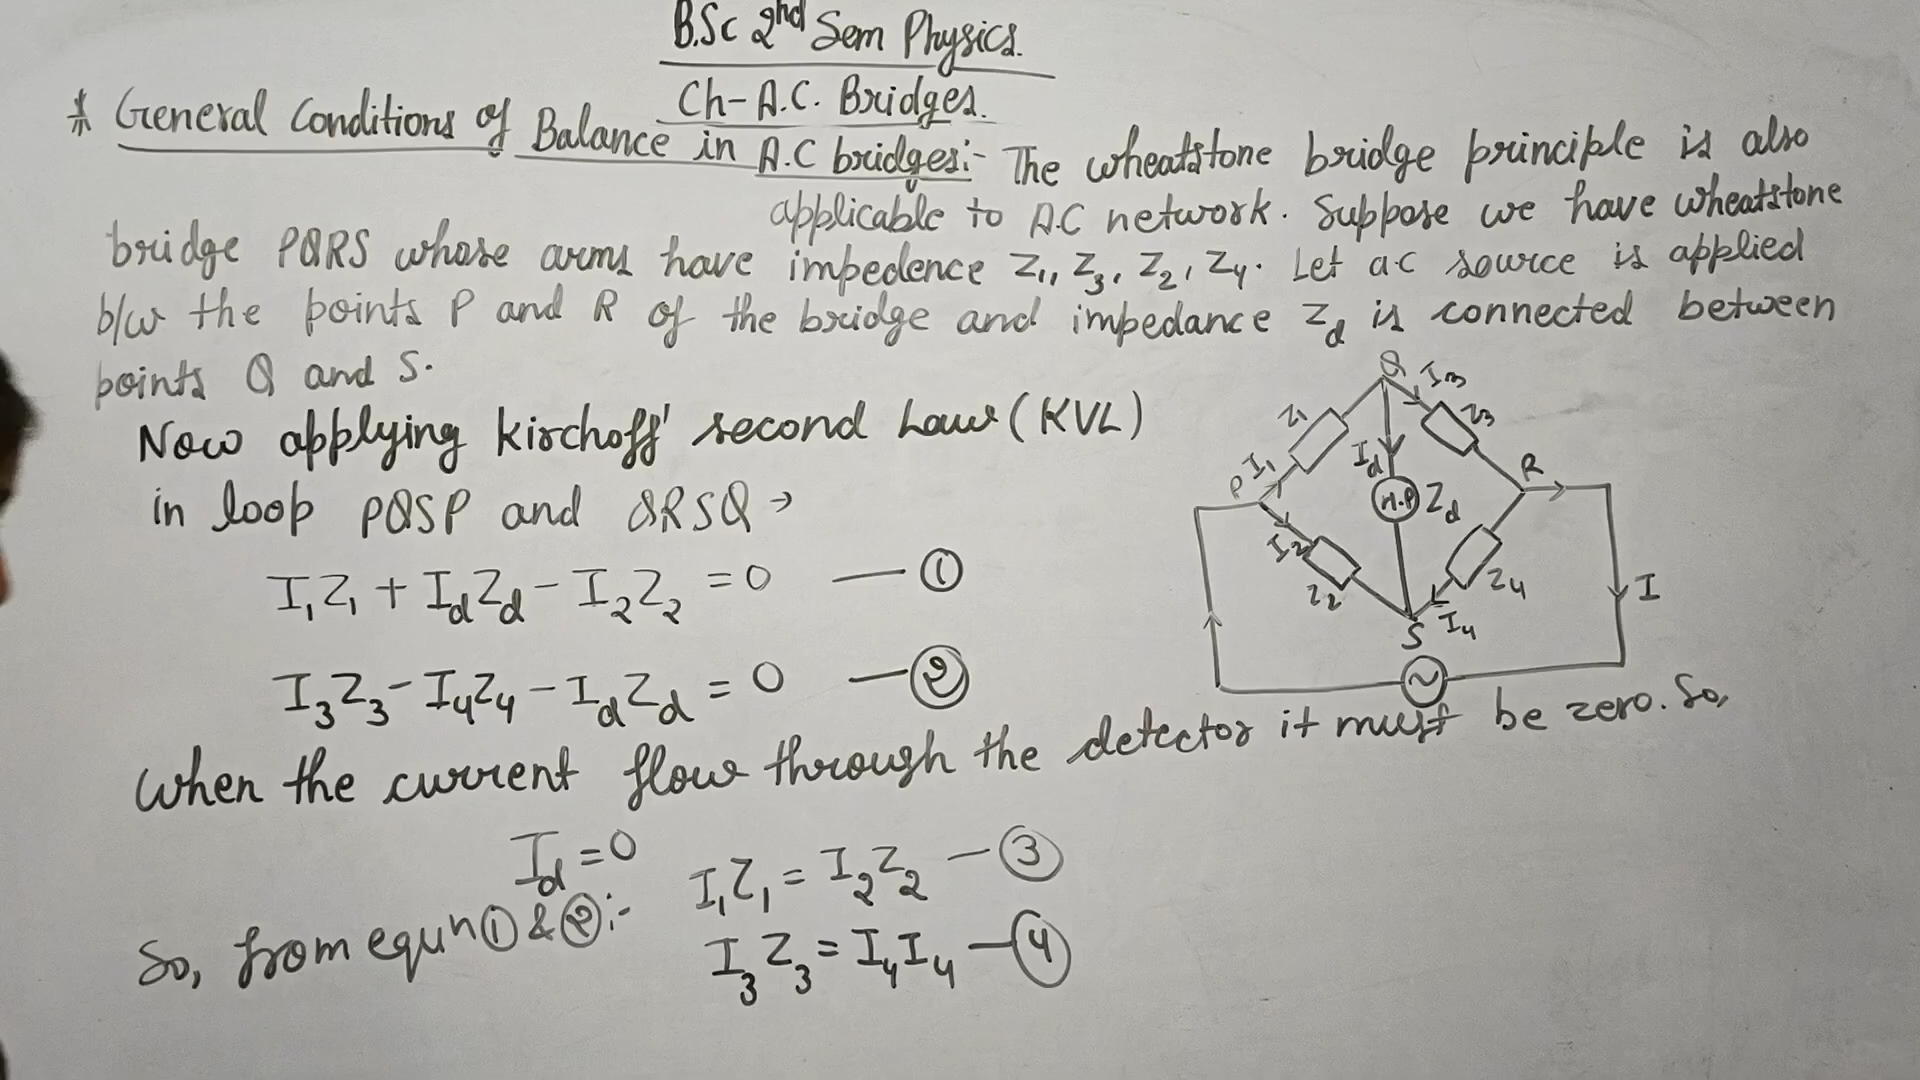 B.Sc 2nd Sem Physics.
Ch- A.C. Bridges.
* General Conditions of Balance in A.C bridges:- The wheatstone bridge principle is also
applicable to A.C network. Suppose we have wheatstone
bridge PQRS whose arms have impedence Z1, Z3, Z2, Z4. Let a.c source is applied
b/w the points P and R of the bridge and impedance Zd is connected between
points Q and S.
Now applying kirchoff' second Law (KVL)
in loop PQSP and QRSQ →
I1Z1 + IdZd - I2Z2 = 0 — ①
I3Z3 - I4Z4 - IdZd = 0 — ②
When the current flow through the detector it must be zero. So,
Id = 0
So, from equn ① & ② :-
I1Z1 = I2Z2 — ③
I3Z3 = I4I4 — ④
Q
I3
Z1
Z3
I1
Id
R
P
H.P
Zd
I2
Z2
Z4
I
S
I4
~